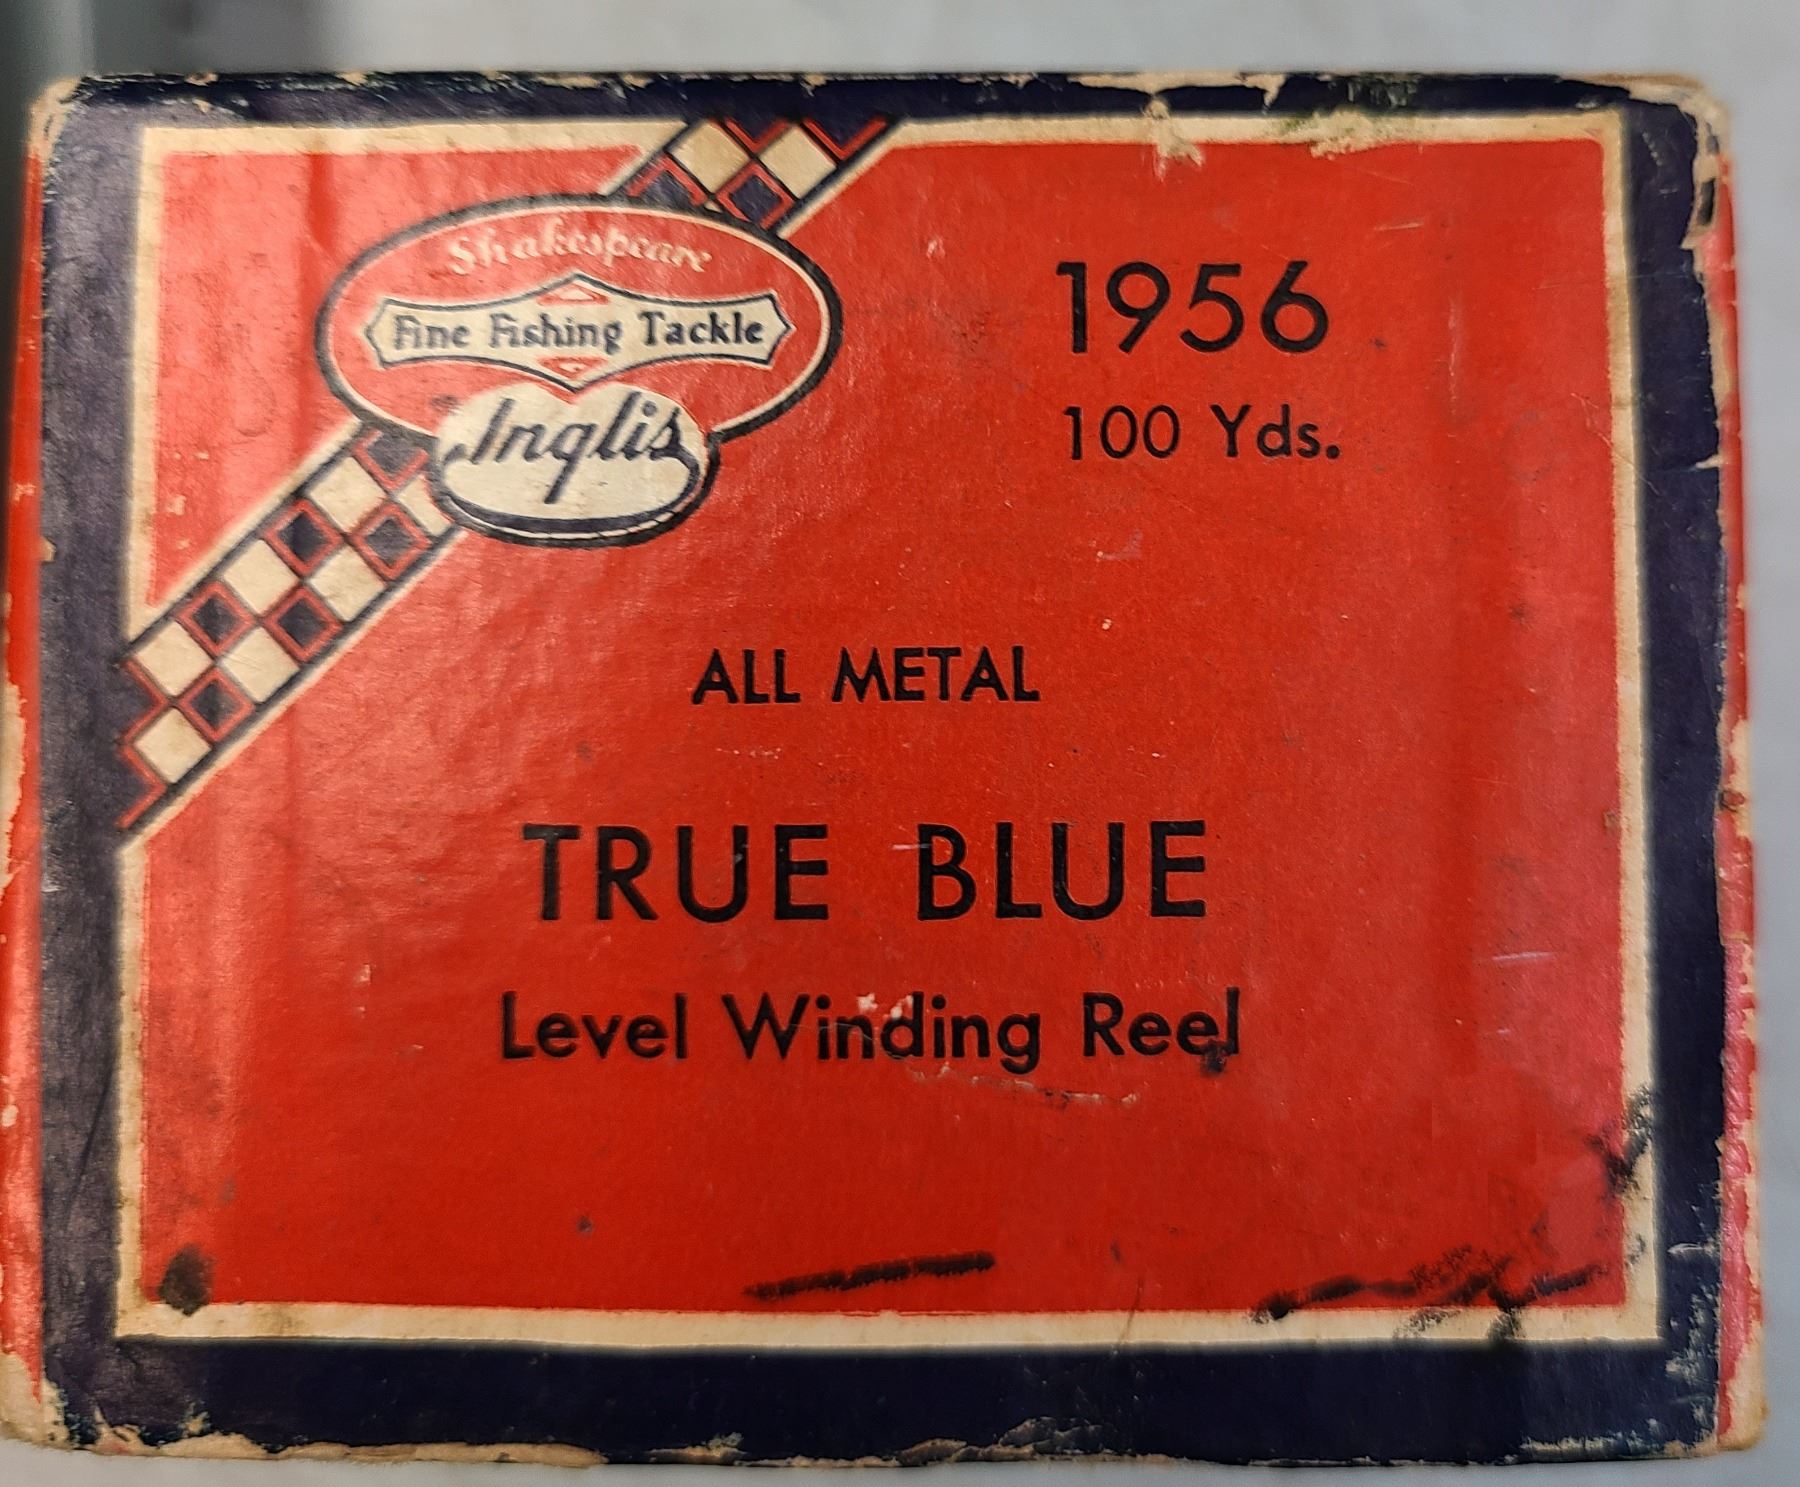 Shakespeare
Fine Fishing Tackle
Inglis
1956
100 Yds.
ALL METAL
TRUE BLUE
Level Winding Reel